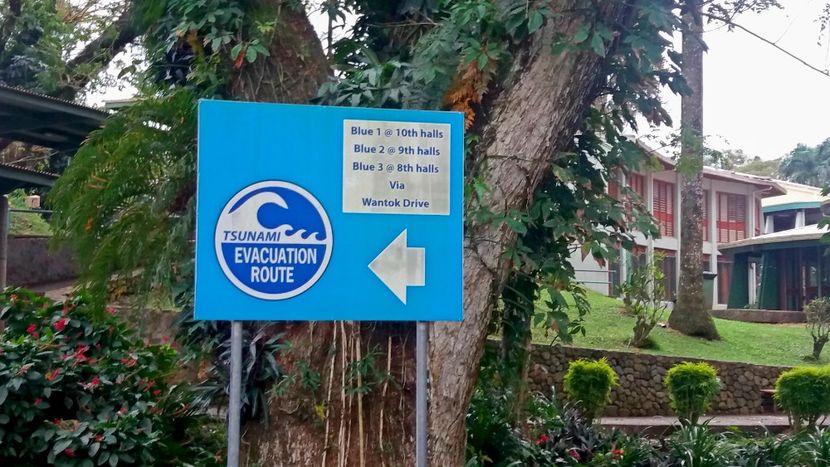 Blue 1 @ 10th halls
Blue 2 @ 9th halls
Blue 3 @ 8th halls
Via
Wantok Drive
TSUNAMI
EVACUATION
ROUTE